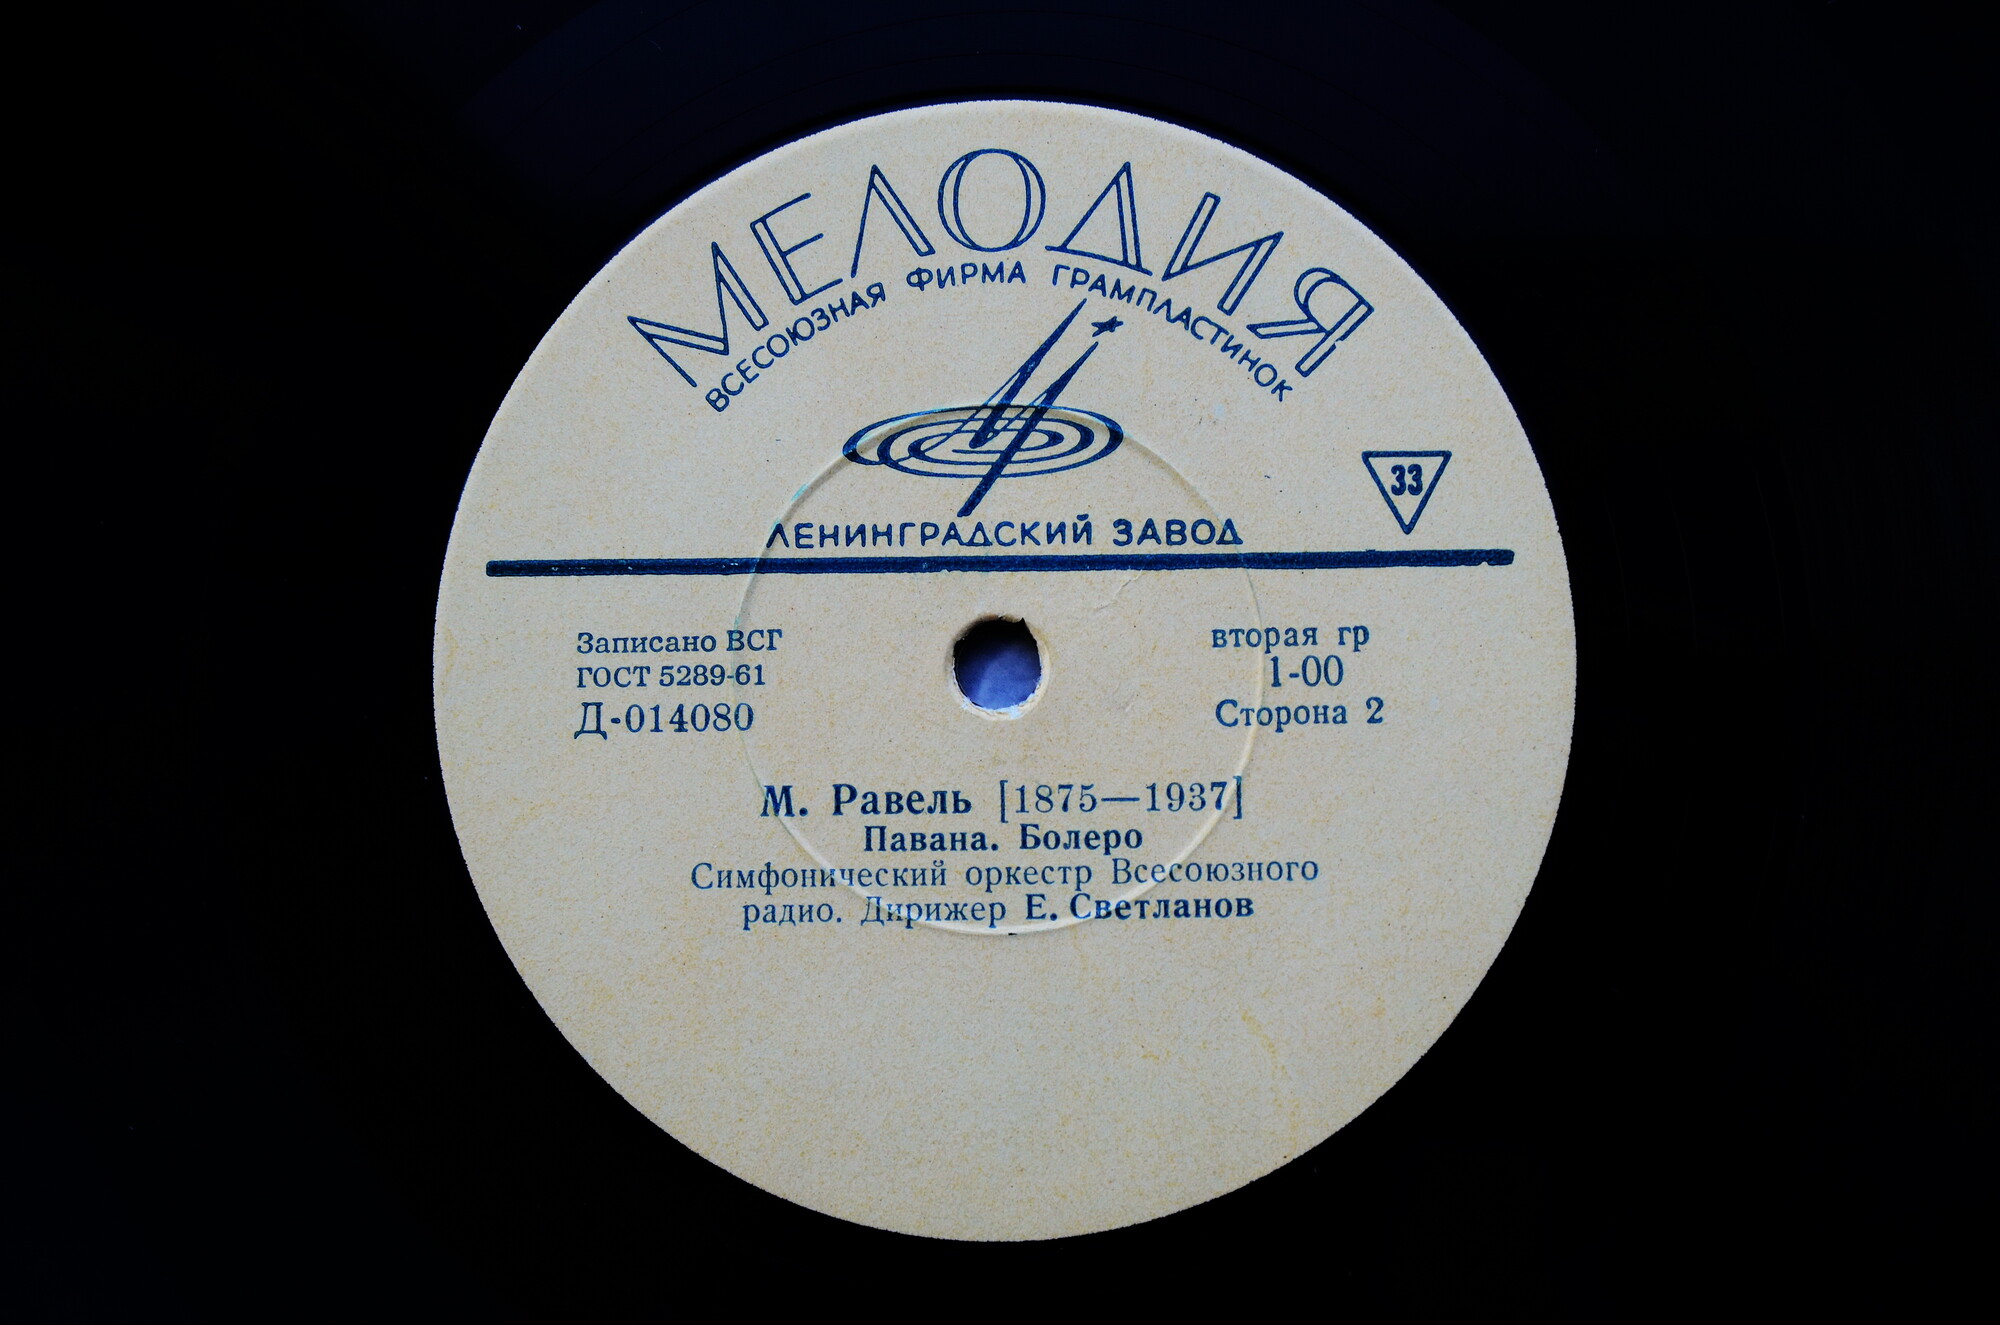 МЕЛОДИЯ
ВСЕСОЮЗНАЯ ФИРМА ГРАМПЛАСТИНОК
33
ЛЕНИНГРАДСКИЙ ЗАВОД
Записано ВСГ
ГОСТ 5289-61
Д-014080
вторая гр
1-00
Сторона 2
М. Равель [1875—1937]
Павана. Болеро
Симфонический оркестр Всесоюзного
радио. Дирижер Е. Светланов